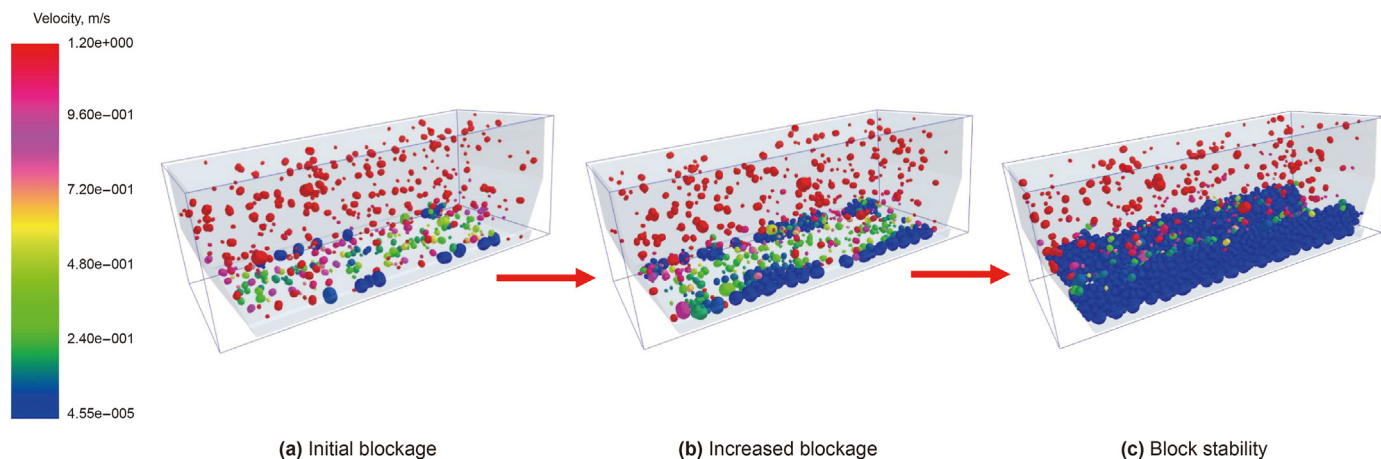 Velocity, m/s
1.20e+000
9.60e−001
7.20e−001
4.80e−001
2.40e−001
4.55e−005
(a) Initial blockage
(b) Increased blockage
(c) Block stability